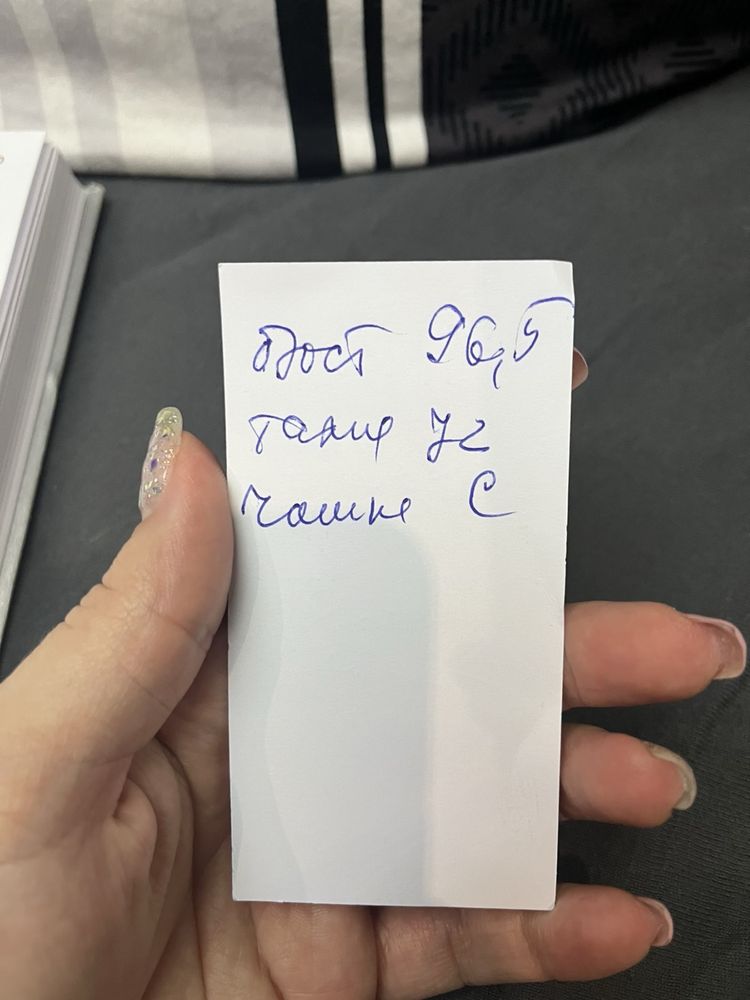 бюст 96,5
талия 72
чашка С